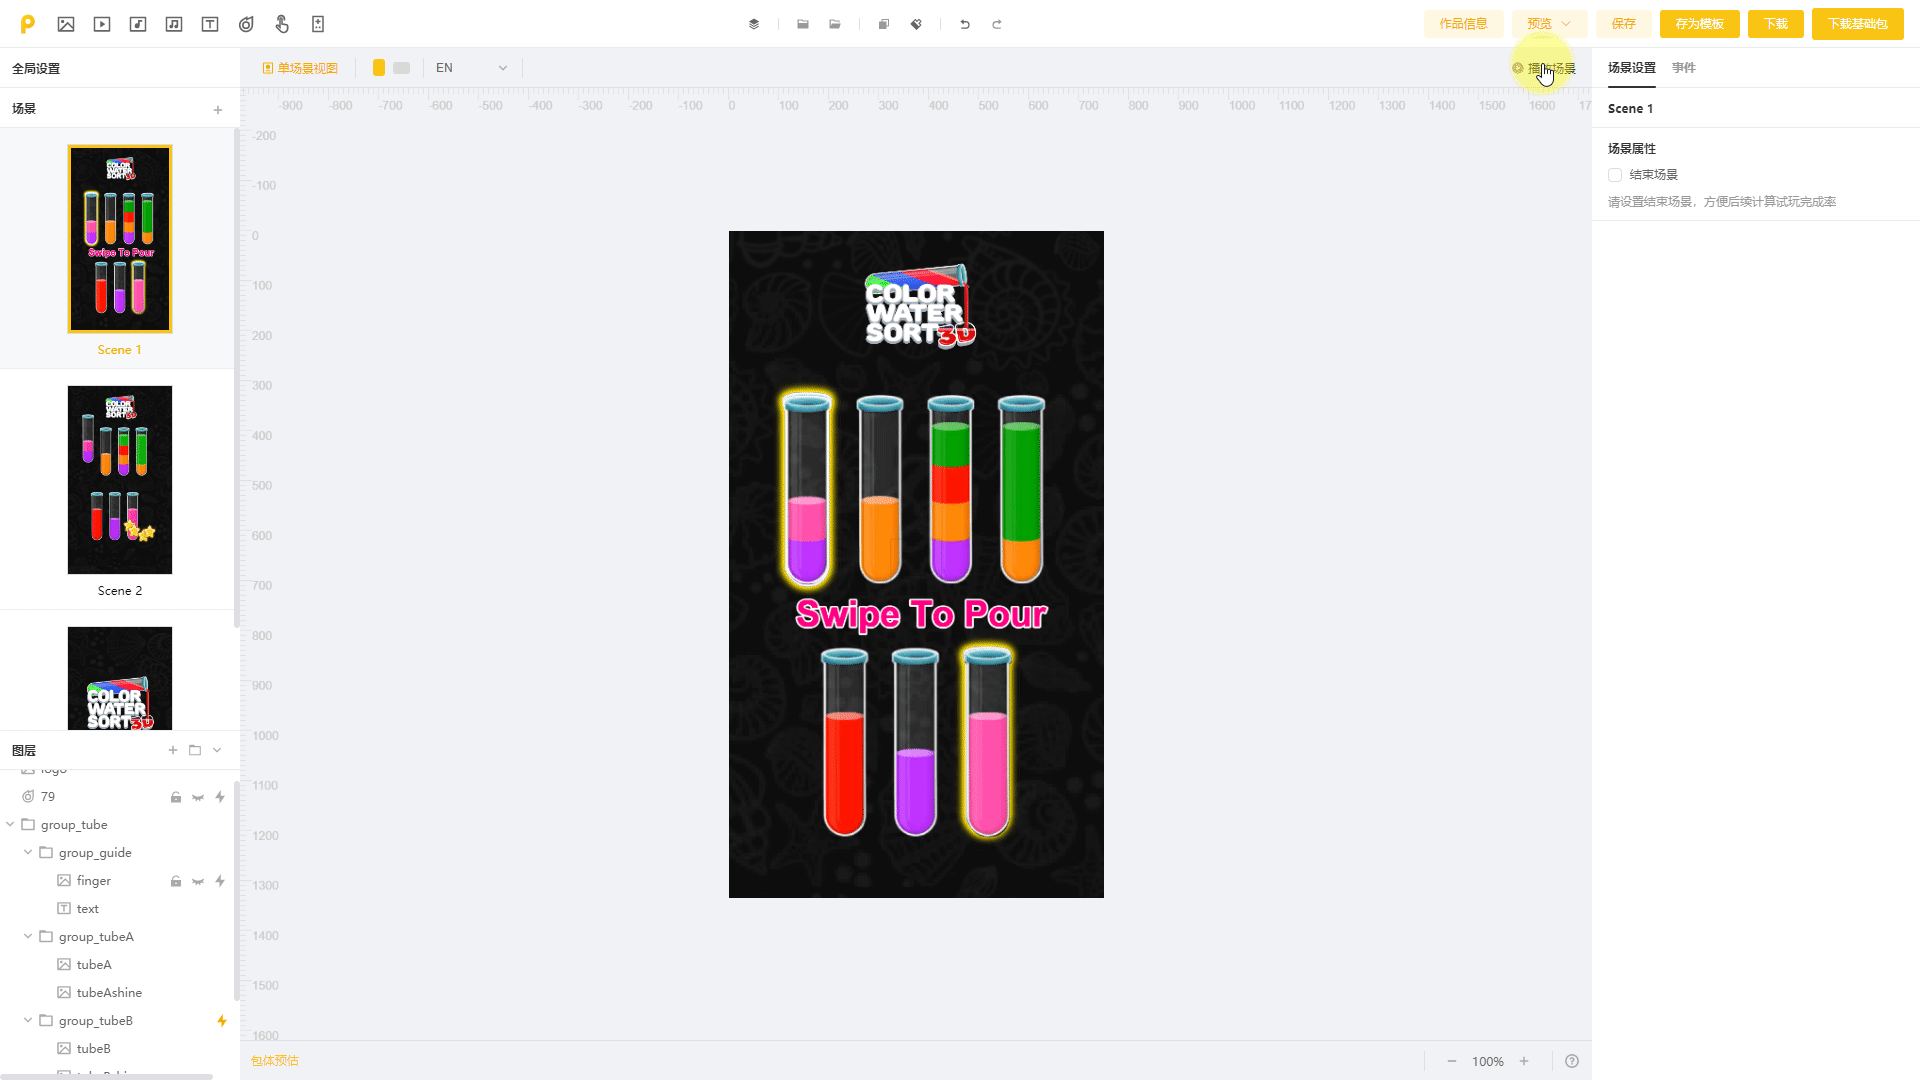 作品信息
预览
保存
存为模板
下载
下载基础包
全局设置
单场景视图
EN
场景设置
事件
场景
-900 -800 -700 -600 -500 -400 -300 -200 -100 0 100 200 300 400 500 600 700 800 900 1000 1100 1200 1300 1400 1500 1600 17
Scene 1
场景属性
结束场景
请设置结束场景，方便后续计算试玩完成率
-200
-100
0
100
200
300
400
500
600
700
800
900
1000
1100
1200
1300
1400
1500
1600
COLOR
WATER
SORT 3D
Swipe To Pour
COLOR
WATER
SORT 3D
Swipe To Pour
Scene 1
COLOR
WATER
SORT 3D
Scene 2
COLOR
WATER
SORT 3D
图层
logo
79
group_tube
group_guide
finger
text
group_tubeA
tubeA
tubeAshine
group_tubeB
tubeB
包体预估
100%